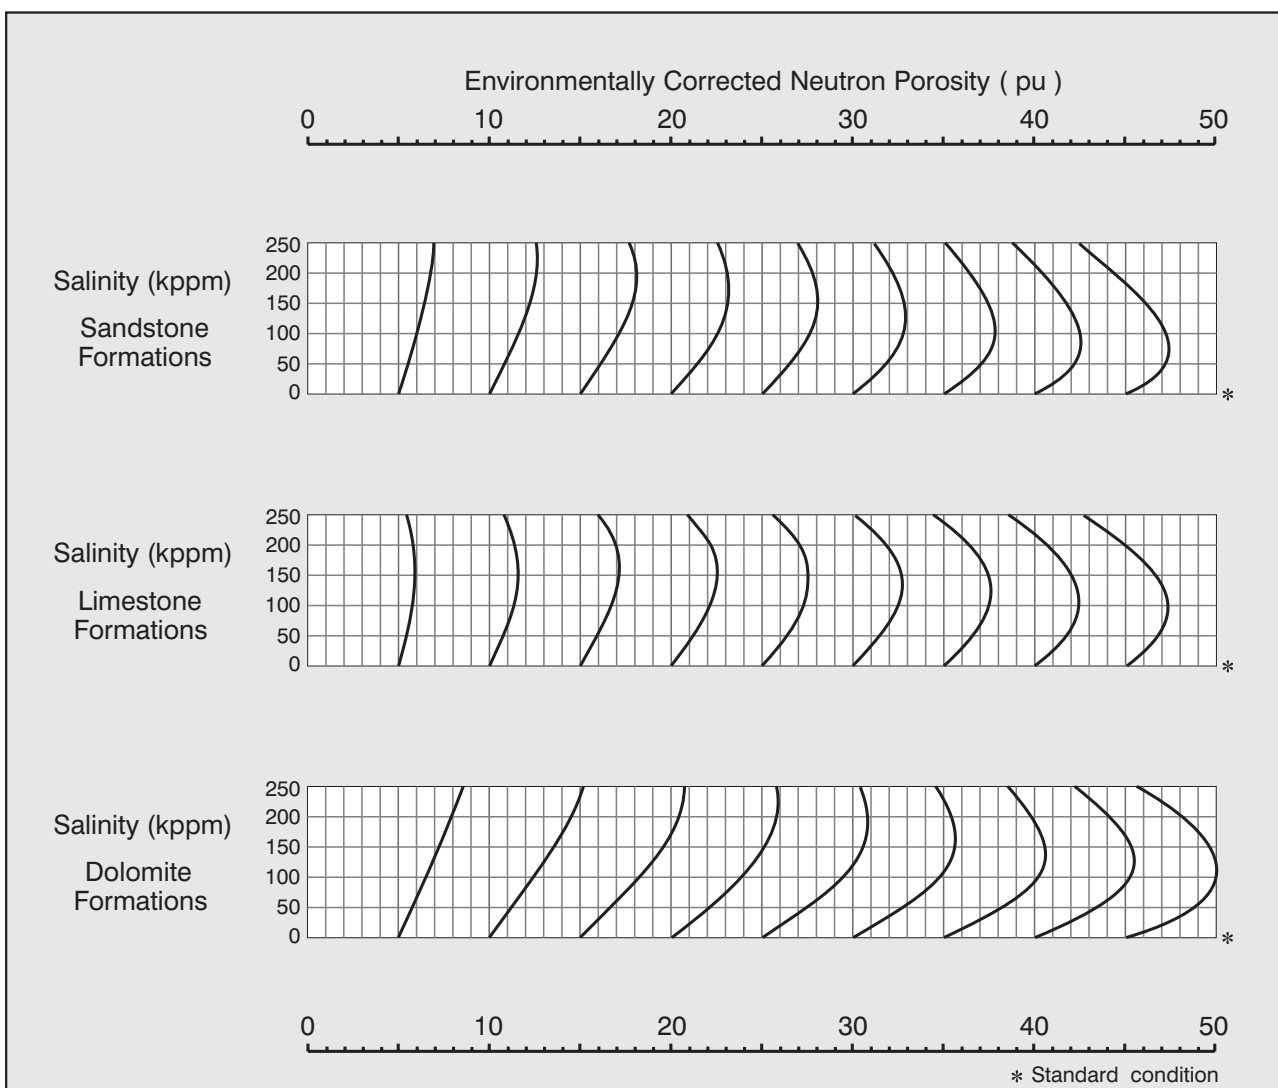 Environmentally Corrected Neutron Porosity ( pu )
0 10 20 30 40 50
250
200
150
100
50
0
Salinity (kppm)
Sandstone
Formations
*
250
200
150
100
50
0
Salinity (kppm)
Limestone
Formations
*
250
200
150
100
50
0
Salinity (kppm)
Dolomite
Formations
*
0 10 20 30 40 50
* Standard condition